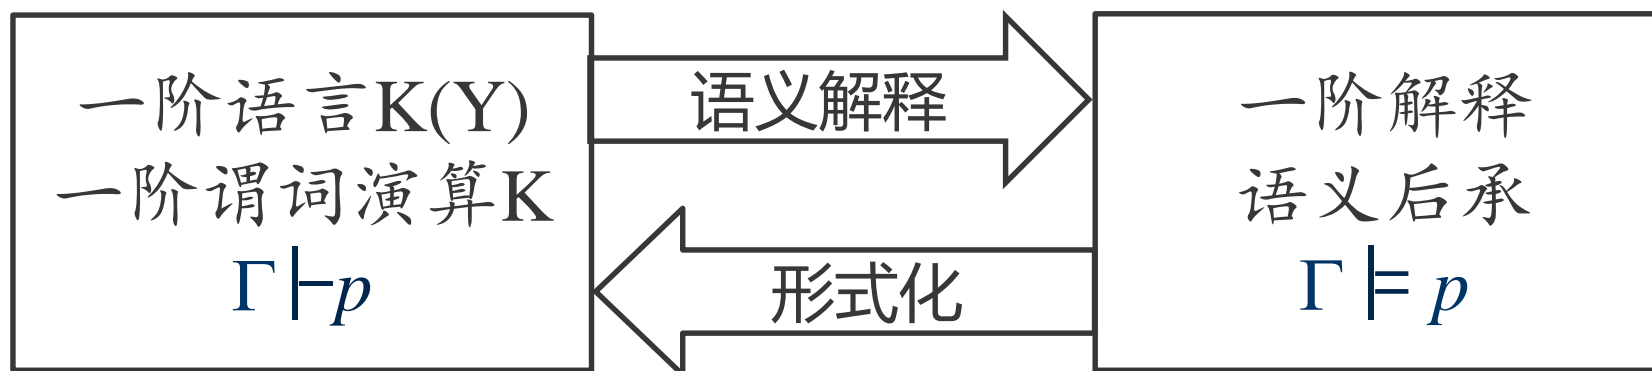 一阶语言K(Y)
一阶谓词演算K
Γ⊢p
语义解释
形式化
一阶解释
语义后承
Γ ⊨ p